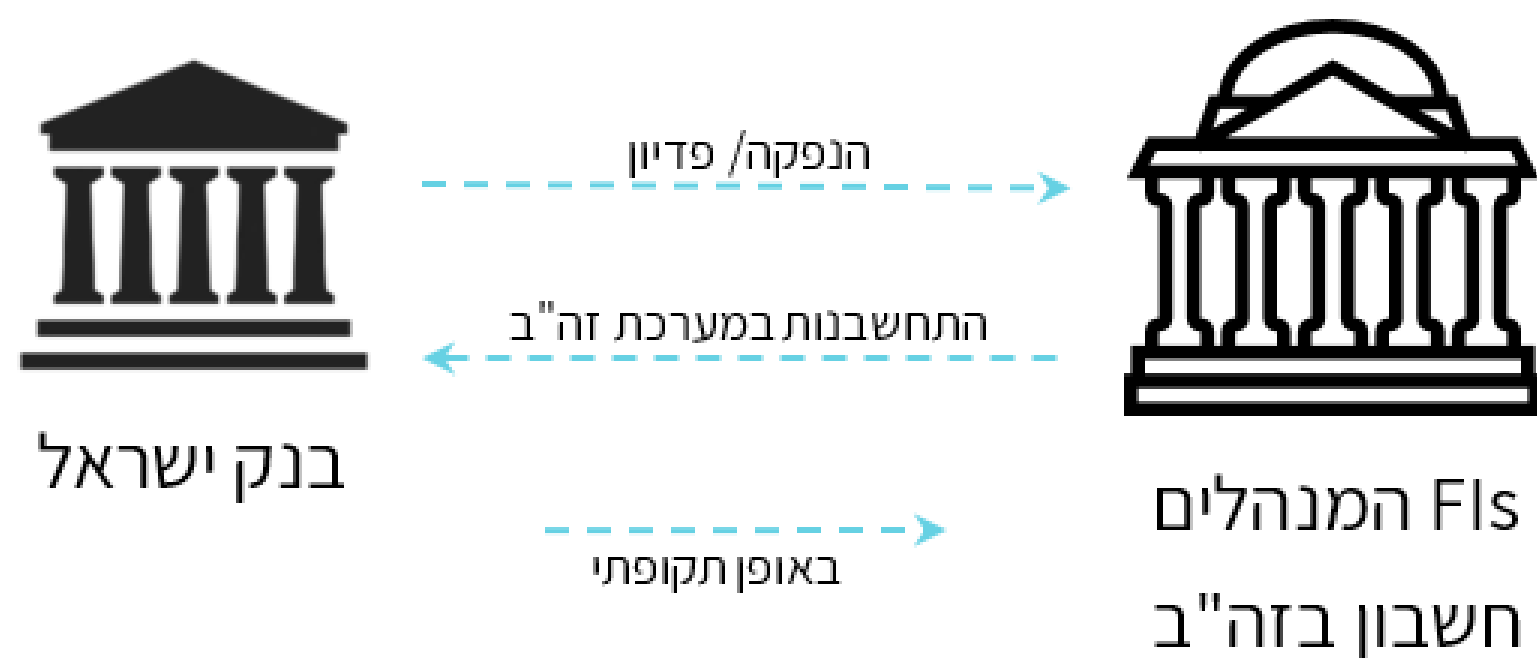 הנפקה/ פדיון
התחשבנות במערכת זה"ב
בנק ישראל
FIs המנהלים
חשבון בזה"ב
באופן תקופתי